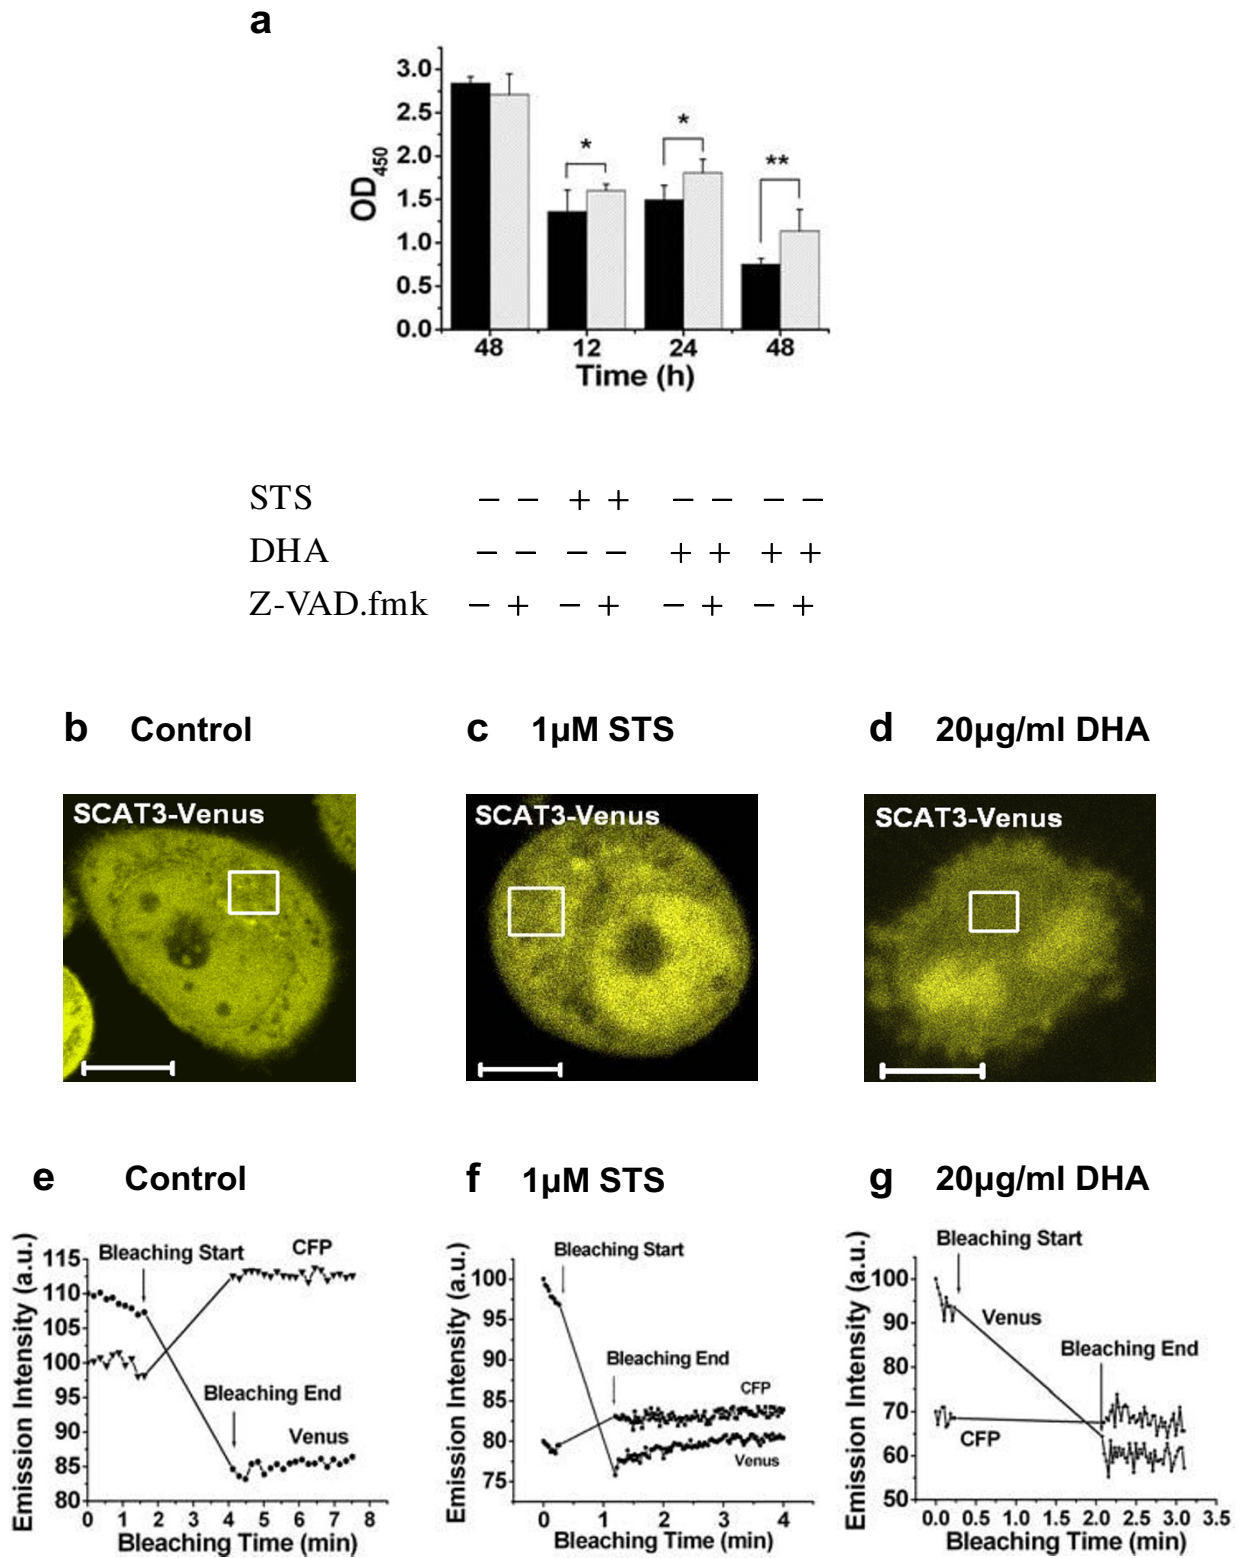 a
OD450
3.0
2.5
2.0
1.5
1.0
0.5
0.0
* * **
48 12 24 48
Time (h)
STS − − + + − − − −
DHA − − − − + + + +
Z-VAD.fmk − + − + − + − +
b Control c 1μM STS d 20μg/ml DHA
SCAT3-Venus SCAT3-Venus SCAT3-Venus
e Control f 1μM STS g 20μg/ml DHA
Emission Intensity (a.u.)
115
110
105
100
95
90
85
80
Bleaching Start
CFP
Bleaching End
Venus
0 1 2 3 4 5 6 7 8
Bleaching Time (min)
Emission Intensity (a.u.)
100
95
90
85
80
75
Bleaching Start
Bleaching End
CFP
Venus
0 1 2 3 4
Bleaching Time (min)
Emission Intensity (a.u.)
100
90
80
70
60
50
Bleaching Start
Venus
Bleaching End
CFP
0.0 0.5 1.0 1.5 2.0 2.5 3.0 3.5
Bleaching Time (min)